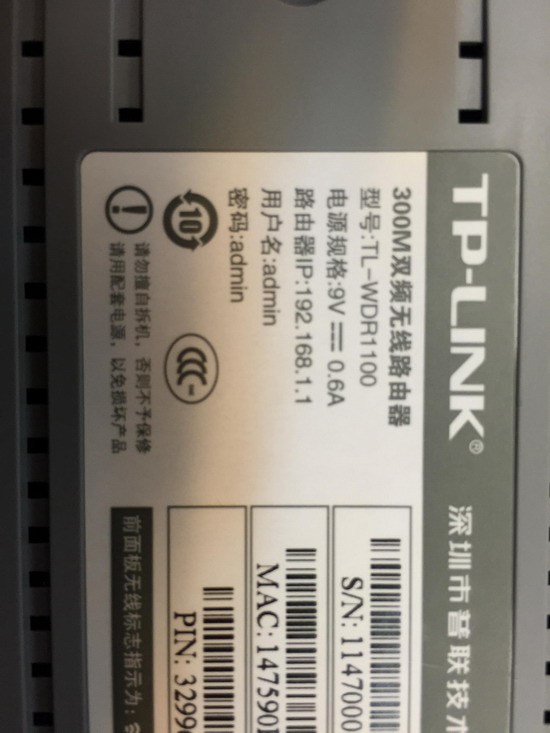 TP-LINK®
深圳市普联技术
300M双频无线路由器
型号:TL-WDR1100
电源规格:9V ⎓ 0.6A
路由器IP:192.168.1.1
用户名:admin
密码:admin
10
CCC
请勿擅自拆机，否则不予保修
请用配套电源，以免损坏产品
S/N: 1147000
MAC: 1475901
PIN: 3299
前面板无线标志指示为: